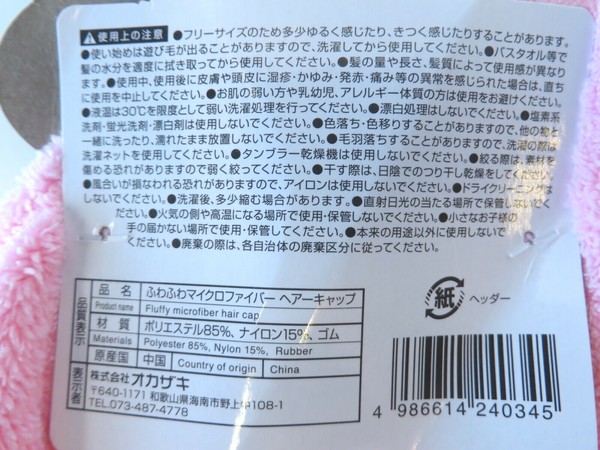 ⚠使用上の注意 ●フリーサイズのため多少ゆるく感じたり、きつく感じたりすることがあります。
●使い始めは遊び毛が出ることがありますので、洗濯してから使用してください。●バスタオル等で
髪の水分を適度に拭き取ってから使用してください。●髪の量や長さ、髪質によって使用感が異なり
ます。●使用中、使用後に皮膚や頭皮に湿疹・かゆみ・発赤・痛み等の異常を感じられた場合は、直ち
に使用を中止してください。●お肌の弱い方や乳幼児、アレルギー体質の方は使用をお避けください。
●液温は30℃を限度として弱い洗濯処理を行ってください。●漂白処理はしないでください。●塩素系
洗剤・蛍光洗剤・漂白剤は使用しないでください。●色落ち・色移りすることがありますので、他の物と
一緒に洗ったり、濡れたまま放置しないでください。●毛羽落ちすることがありますので、洗濯の際は
洗濯ネットを使用してください。●タンブラー乾燥機は使用しないでください。●絞る際は、素材を
傷める恐れがありますので弱く絞ってください。●干す際は、日陰でのつり干し乾燥をしてください。
●風合いが損なわれる恐れがありますので、アイロンは使用しないでください。●ドライクリーニングは
しないでください。●洗濯後、多少縮む場合があります。●直射日光の当たる場所で保管しないでく
ださい。●火気の側や高温になる場所で使用・保管しないでください。●小さなお子様の
手の届かない場所で使用・保管してください。●本来の用途以外に使用しないで
ください。●廃棄の際は、各自治体の廃棄区分に従ってください。
品質表示
品名 ふわふわマイクロファイバー ヘアーキャップ
Product name Fluffy microfiber hair cap
材質 ポリエステル85%、ナイロン15%、ゴム
Materials Polyester 85%, Nylon 15%, Rubber
原産国 中国 Country of origin China
表示者
株式会社 オカザキ
〒640-1171 和歌山県海南市野上中108-1
TEL.073-487-4778
紙 ヘッダー
4 986614 240345